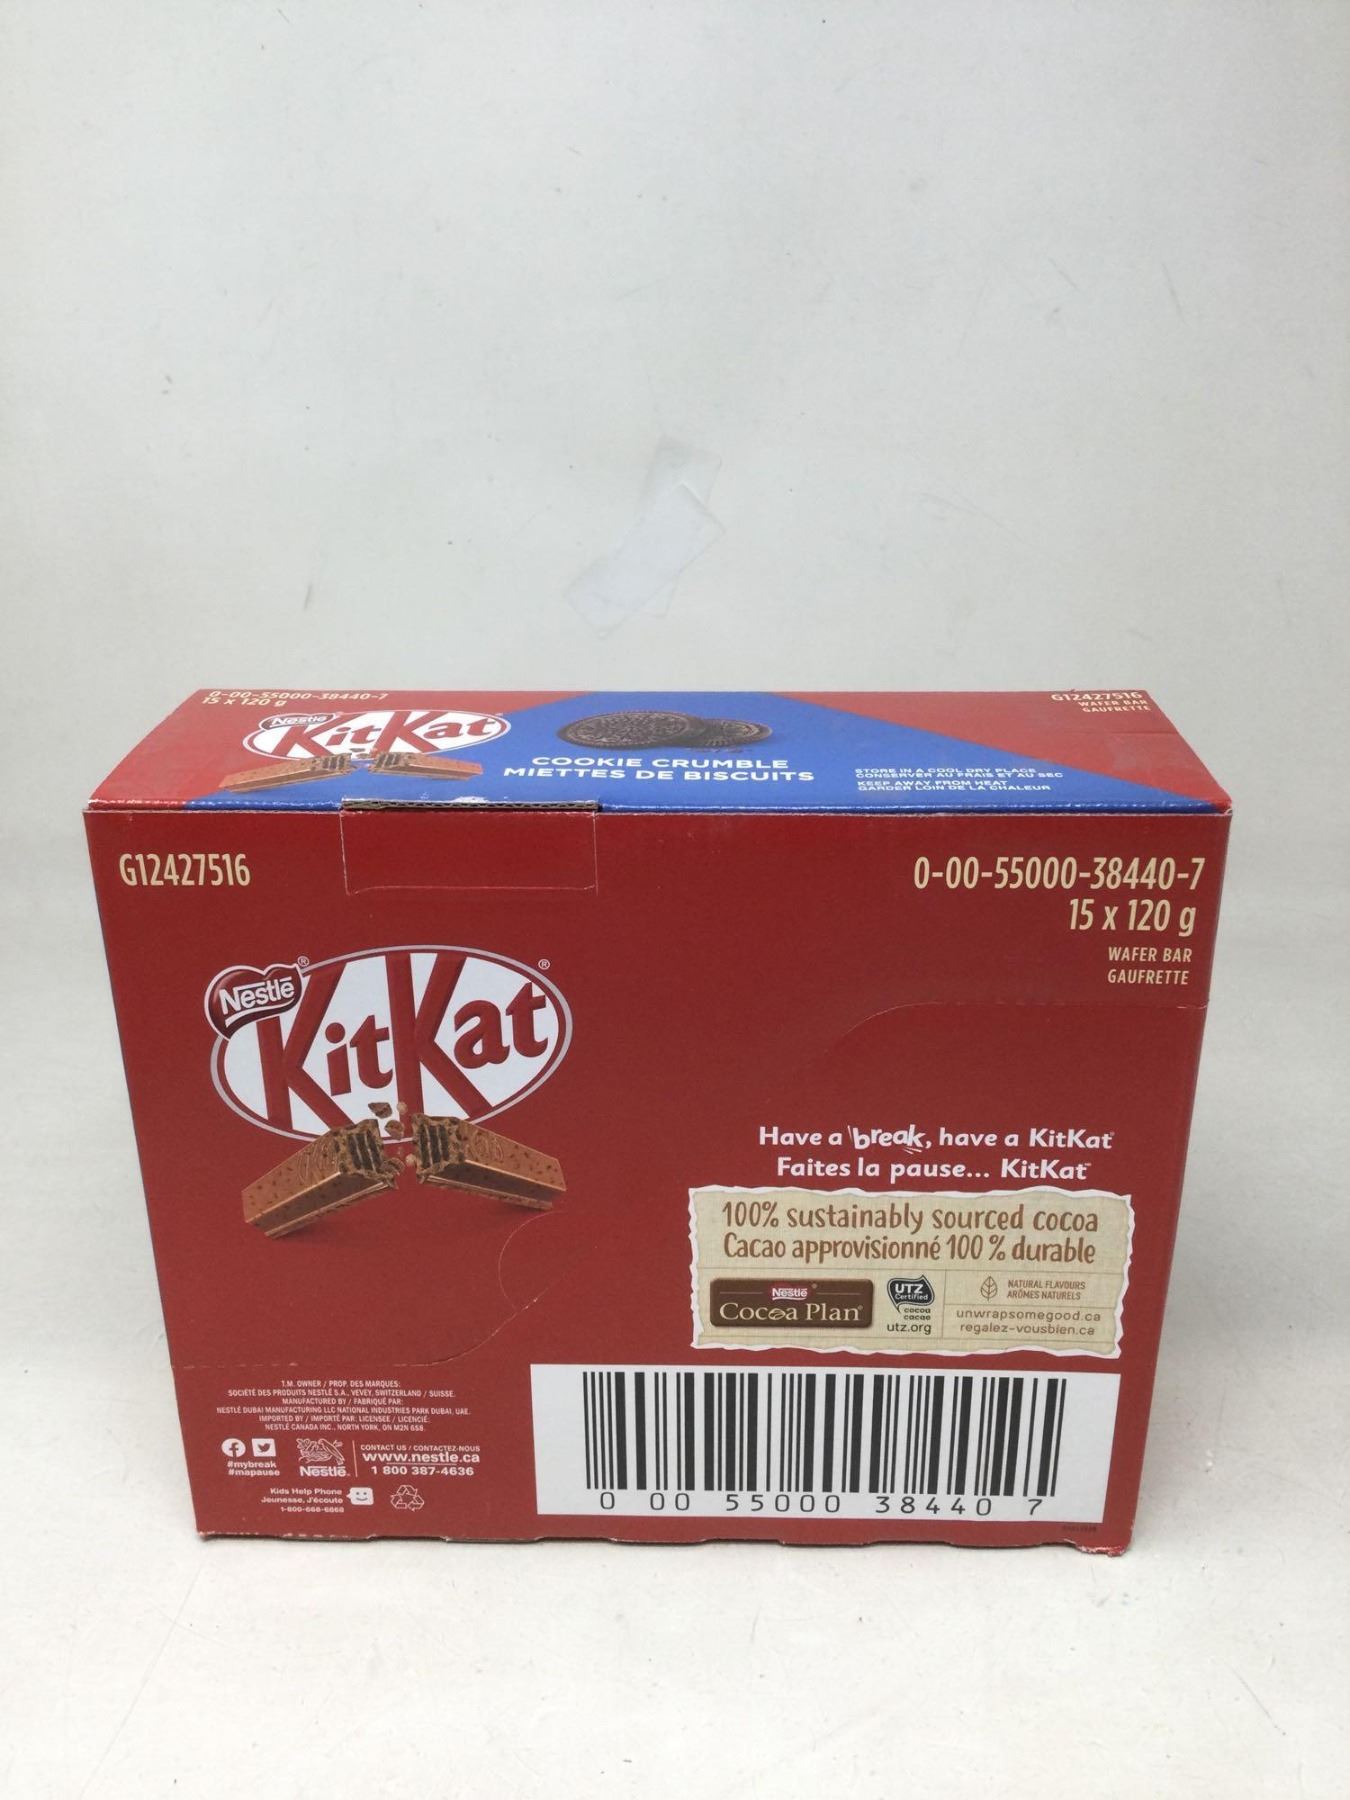 0-00-55000-38440-7
15 x 120 g
G12427516
WAFER BAR
GAUFRETTE
Nestlé
KitKat
COOKIE CRUMBLE
MIETTES DE BISCUITS
STORE IN A COOL DRY PLACE
CONSERVER AU FRAIS ET AU SEC
KEEP AWAY FROM HEAT
GARDER LOIN DE LA CHALEUR
G12427516
0-00-55000-38440-7
15 x 120 g
WAFER BAR
GAUFRETTE
Nestlé®
KitKat®
Have a break, have a KitKat
Faites la pause... KitKat
100% sustainably sourced cocoa
Cacao approvisionné 100 % durable
Nestlé®
Cocoa Plan®
UTZ
Certified
cocoa
cacao
utz.org
NATURAL FLAVOURS
ARÔMES NATURELS
unwrapsomegood.ca
regalez-vousbien.ca
T.M. OWNER / PROP. DES MARQUES:
SOCIÉTÉ DES PRODUITS NESTLÉ S.A., VEVEY, SWITZERLAND / SUISSE.
MANUFACTURED BY / FABRIQUÉ PAR:
NESTLÉ DUBAI MANUFACTURING LLC NATIONAL INDUSTRIES PARK DUBAI, UAE.
IMPORTED BY / IMPORTÉ PAR: LICENSEE / LICENCIÉ:
NESTLÉ CANADA INC., NORTH YORK, ON M2N 6S8.
#mybreak
#mapause
Nestlé.
CONTACT US / CONTACTEZ-NOUS
www.nestle.ca
1 800 387-4636
Kids Help Phone
Jeunesse, J'écoute
1-800-668-6868
0 00 55000 38440 7